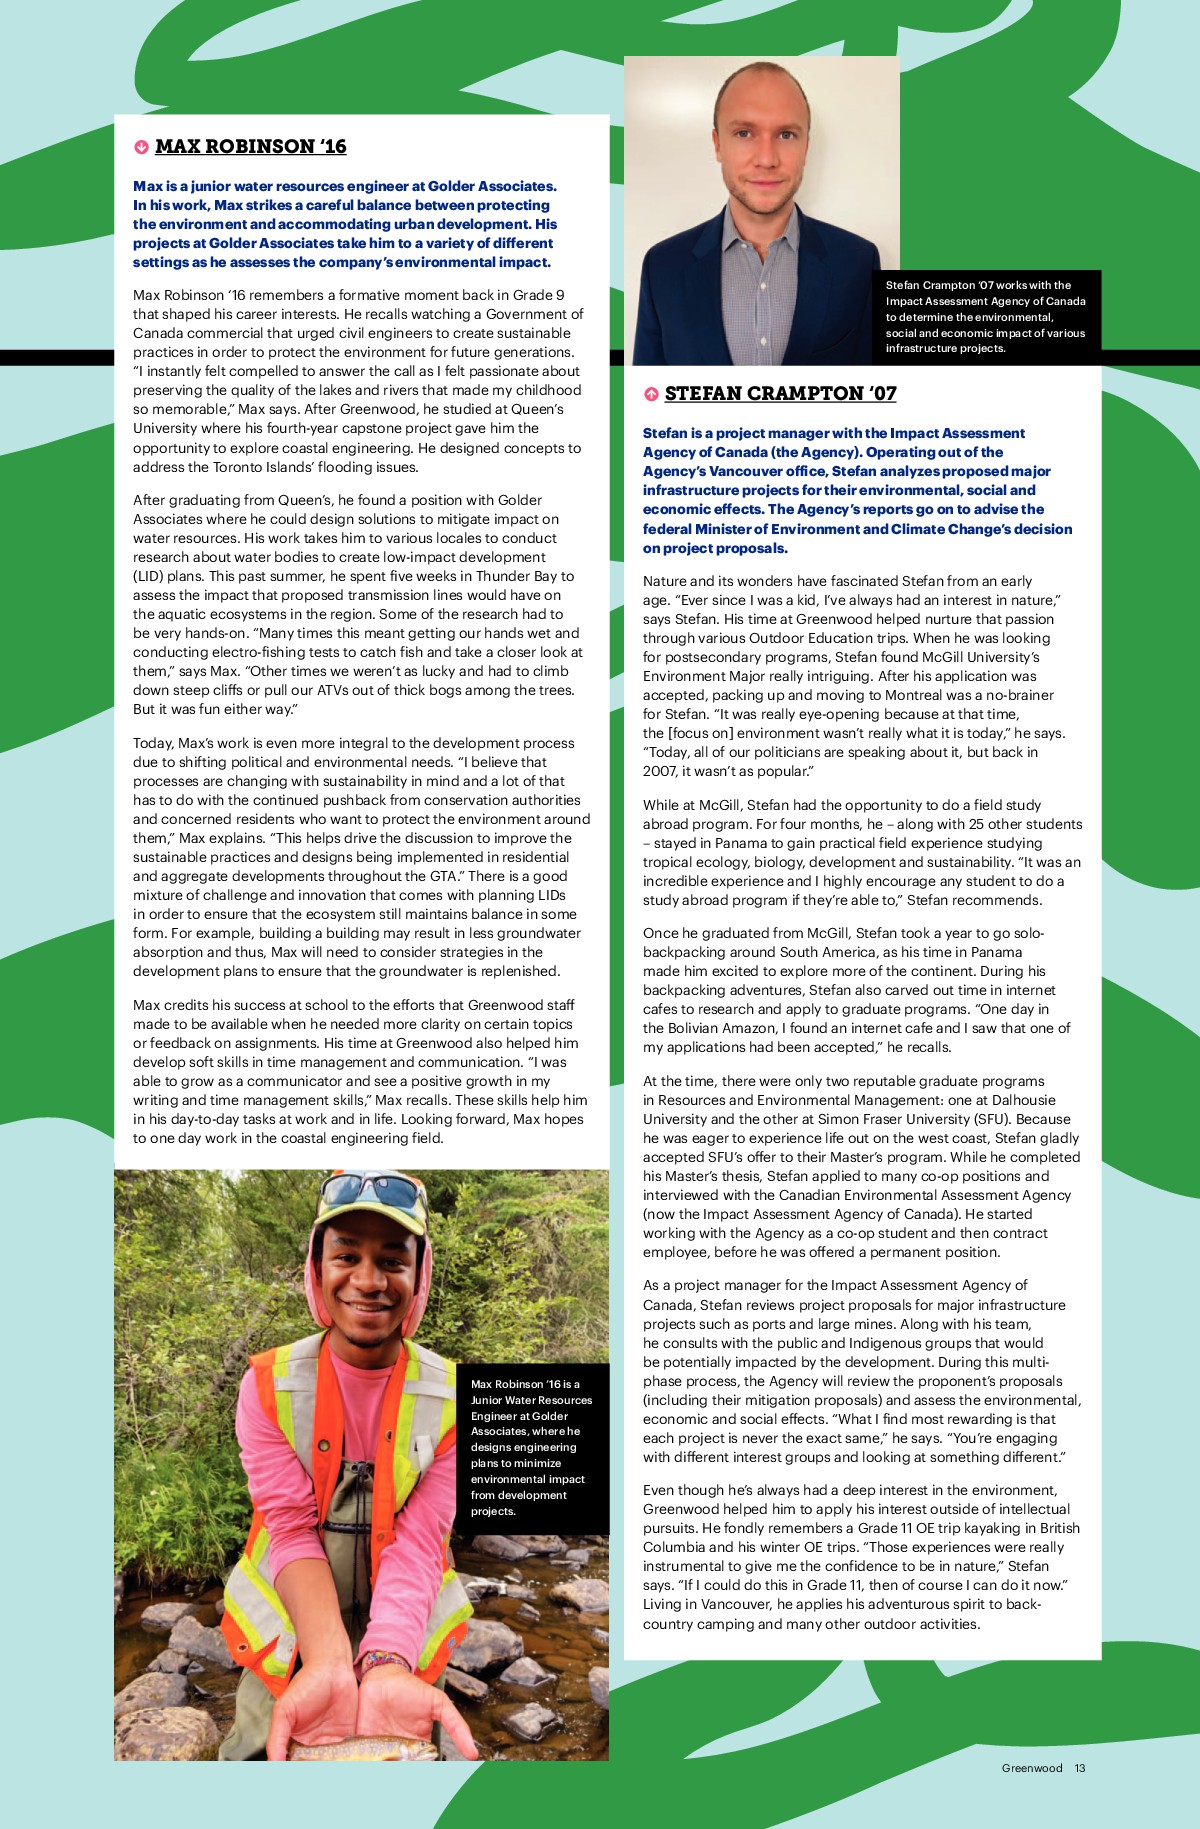 MAX ROBINSON ‘16
Max is a junior water resources engineer at Golder Associates.
In his work, Max strikes a careful balance between protecting
the environment and accommodating urban development. His
projects at Golder Associates take him to a variety of different
settings as he assesses the company’s environmental impact.
Max Robinson ‘16 remembers a formative moment back in Grade 9
that shaped his career interests. He recalls watching a Government of
Canada commercial that urged civil engineers to create sustainable
practices in order to protect the environment for future generations.
“I instantly felt compelled to answer the call as I felt passionate about
preserving the quality of the lakes and rivers that made my childhood
so memorable,” Max says. After Greenwood, he studied at Queen’s
University where his fourth-year capstone project gave him the
opportunity to explore coastal engineering. He designed concepts to
address the Toronto Islands’ flooding issues.
After graduating from Queen’s, he found a position with Golder
Associates where he could design solutions to mitigate impact on
water resources. His work takes him to various locales to conduct
research about water bodies to create low-impact development
(LID) plans. This past summer, he spent five weeks in Thunder Bay to
assess the impact that proposed transmission lines would have on
the aquatic ecosystems in the region. Some of the research had to
be very hands-on. “Many times this meant getting our hands wet and
conducting electro-fishing tests to catch fish and take a closer look at
them,” says Max. “Other times we weren’t as lucky and had to climb
down steep cliffs or pull our ATVs out of thick bogs among the trees.
But it was fun either way.”
Today, Max’s work is even more integral to the development process
due to shifting political and environmental needs. “I believe that
processes are changing with sustainability in mind and a lot of that
has to do with the continued pushback from conservation authorities
and concerned residents who want to protect the environment around
them,” Max explains. “This helps drive the discussion to improve the
sustainable practices and designs being implemented in residential
and aggregate developments throughout the GTA.” There is a good
mixture of challenge and innovation that comes with planning LIDs
in order to ensure that the ecosystem still maintains balance in some
form. For example, building a building may result in less groundwater
absorption and thus, Max will need to consider strategies in the
development plans to ensure that the groundwater is replenished.
Max credits his success at school to the efforts that Greenwood staff
made to be available when he needed more clarity on certain topics
or feedback on assignments. His time at Greenwood also helped him
develop soft skills in time management and communication. “I was
able to grow as a communicator and see a positive growth in my
writing and time management skills,” Max recalls. These skills help him
in his day-to-day tasks at work and in life. Looking forward, Max hopes
to one day work in the coastal engineering field.
Max Robinson ’16 is a
Junior Water Resources
Engineer at Golder
Associates, where he
designs engineering
plans to minimize
environmental impact
from development
projects.
Stefan Crampton ’07 works with the
Impact Assessment Agency of Canada
to determine the environmental,
social and economic impact of various
infrastructure projects.
STEFAN CRAMPTON ‘07
Stefan is a project manager with the Impact Assessment
Agency of Canada (the Agency). Operating out of the
Agency’s Vancouver office, Stefan analyzes proposed major
infrastructure projects for their environmental, social and
economic effects. The Agency’s reports go on to advise the
federal Minister of Environment and Climate Change’s decision
on project proposals.
Nature and its wonders have fascinated Stefan from an early
age. “Ever since I was a kid, I’ve always had an interest in nature,”
says Stefan. His time at Greenwood helped nurture that passion
through various Outdoor Education trips. When he was looking
for postsecondary programs, Stefan found McGill University’s
Environment Major really intriguing. After his application was
accepted, packing up and moving to Montreal was a no-brainer
for Stefan. “It was really eye-opening because at that time,
the [focus on] environment wasn’t really what it is today,” he says.
“Today, all of our politicians are speaking about it, but back in
2007, it wasn’t as popular.”
While at McGill, Stefan had the opportunity to do a field study
abroad program. For four months, he – along with 25 other students
– stayed in Panama to gain practical field experience studying
tropical ecology, biology, development and sustainability. “It was an
incredible experience and I highly encourage any student to do a
study abroad program if they’re able to,” Stefan recommends.
Once he graduated from McGill, Stefan took a year to go solo-
backpacking around South America, as his time in Panama
made him excited to explore more of the continent. During his
backpacking adventures, Stefan also carved out time in internet
cafes to research and apply to graduate programs. “One day in
the Bolivian Amazon, I found an internet cafe and I saw that one of
my applications had been accepted,” he recalls.
At the time, there were only two reputable graduate programs
in Resources and Environmental Management: one at Dalhousie
University and the other at Simon Fraser University (SFU). Because
he was eager to experience life out on the west coast, Stefan gladly
accepted SFU’s offer to their Master’s program. While he completed
his Master’s thesis, Stefan applied to many co-op positions and
interviewed with the Canadian Environmental Assessment Agency
(now the Impact Assessment Agency of Canada). He started
working with the Agency as a co-op student and then contract
employee, before he was offered a permanent position.
As a project manager for the Impact Assessment Agency of
Canada, Stefan reviews project proposals for major infrastructure
projects such as ports and large mines. Along with his team,
he consults with the public and Indigenous groups that would
be potentially impacted by the development. During this multi-
phase process, the Agency will review the proponent’s proposals
(including their mitigation proposals) and assess the environmental,
economic and social effects. “What I find most rewarding is that
each project is never the exact same,” he says. “You’re engaging
with different interest groups and looking at something different.”
Even though he’s always had a deep interest in the environment,
Greenwood helped him to apply his interest outside of intellectual
pursuits. He fondly remembers a Grade 11 OE trip kayaking in British
Columbia and his winter OE trips. “Those experiences were really
instrumental to give me the confidence to be in nature,” Stefan
says. “If I could do this in Grade 11, then of course I can do it now.”
Living in Vancouver, he applies his adventurous spirit to back-
country camping and many other outdoor activities.
Greenwood 13